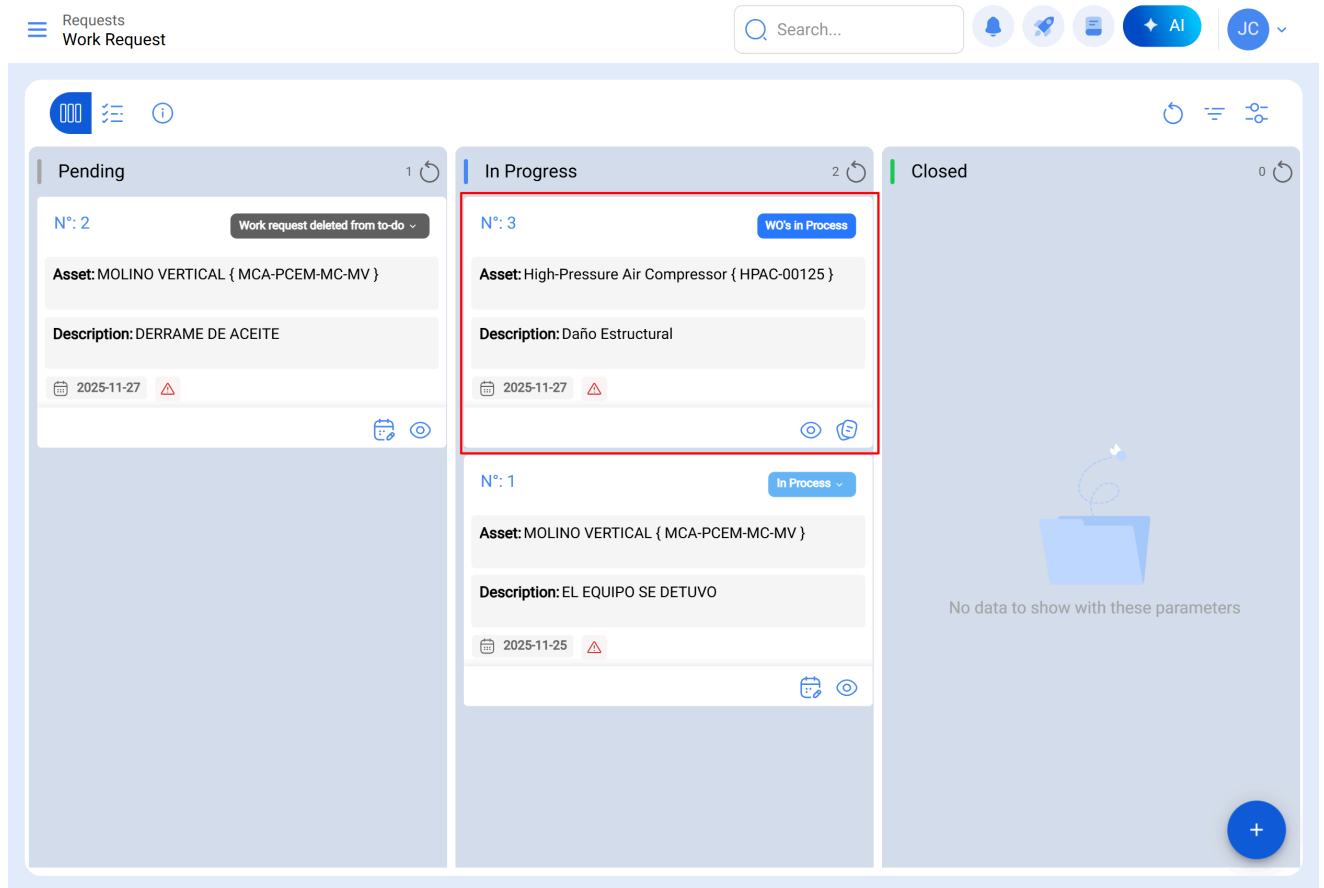 Requests
Work Request
Search...
AI
JC
Pending
1
N°: 2
Work request deleted from to-do
Asset: MOLINO VERTICAL { MCA-PCEM-MC-MV }
Description: DERRAME DE ACEITE
2025-11-27
In Progress
2
N°: 3
WO's in Process
Asset: High-Pressure Air Compressor { HPAC-00125 }
Description: Daño Estructural
2025-11-27
N°: 1
In Process
Asset: MOLINO VERTICAL { MCA-PCEM-MC-MV }
Description: EL EQUIPO SE DETUVO
2025-11-25
Closed
0
No data to show with these parameters